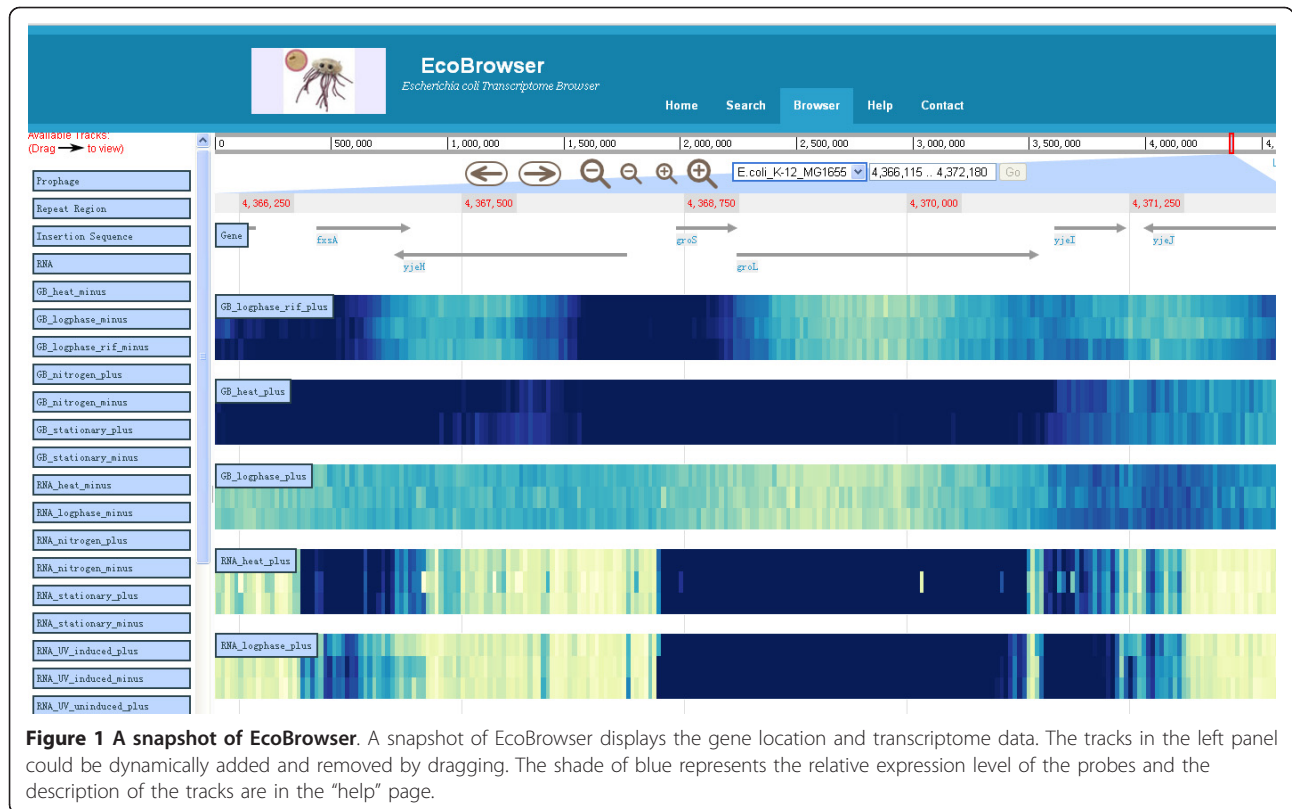 EcoBrowser
Escherichia coli Transcriptome Browser
Home Search Browser Help Contact
Available Tracks:
(Drag → to view)
0 500,000 1,000,000 1,500,000 2,000,000 2,500,000 3,000,000 3,500,000 4,000,000 4,
E.coli_K-12_MG1655 4,366,115 .. 4,372,180 Go
4,366,250 4,367,500 4,368,750 4,370,000 4,371,250
Prophage
Repeat Region
Insertion Sequence
RNA
GB_heat_minus
GB_logphase_minus
GB_logphase_rif_minus
GB_nitrogen_plus
GB_nitrogen_minus
GB_stationary_plus
GB_stationary_minus
RNA_heat_minus
RNA_logphase_minus
RNA_nitrogen_plus
RNA_nitrogen_minus
RNA_stationary_plus
RNA_stationary_minus
RNA_UV_induced_plus
RNA_UV_induced_minus
RNA_UV_uninduced_plus
Gene
fxsA groS yjeI yjeJ
yjeH groL
GB_logphase_rif_plus
GB_heat_plus
GB_logphase_plus
RNA_heat_plus
RNA_logphase_plus
Figure 1 A snapshot of EcoBrowser. A snapshot of EcoBrowser displays the gene location and transcriptome data. The tracks in the left panel
could be dynamically added and removed by dragging. The shade of blue represents the relative expression level of the probes and the
description of the tracks are in the “help” page.